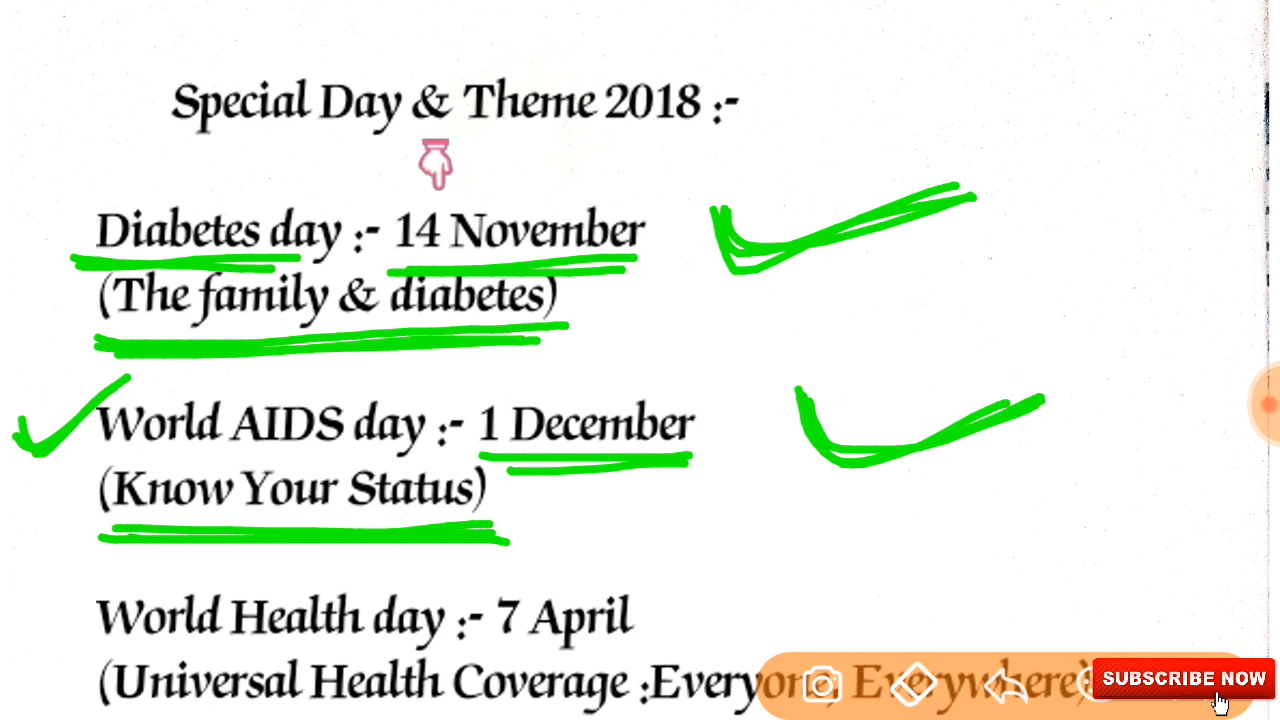 Special Day & Theme 2018 :-
Diabetes day :- 14 November
(The family & diabetes)
World AIDS day :- 1 December
(Know Your Status)
World Health day :- 7 April
(Universal Health Coverage :Everyone, Everywhere)
SUBSCRIBE NOW